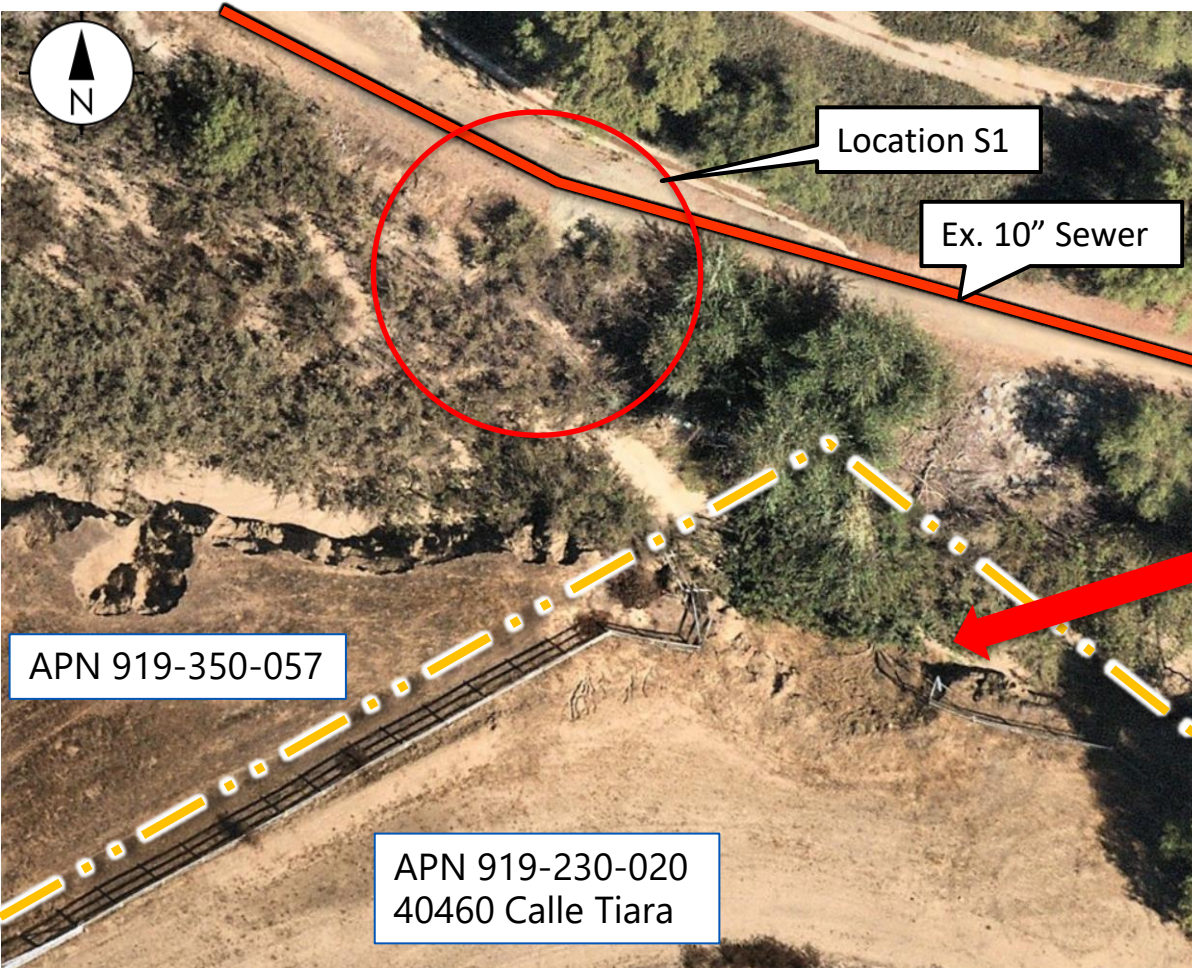 N
Location S1
Ex. 10” Sewer
APN 919-350-057
APN 919-230-020
40460 Calle Tiara